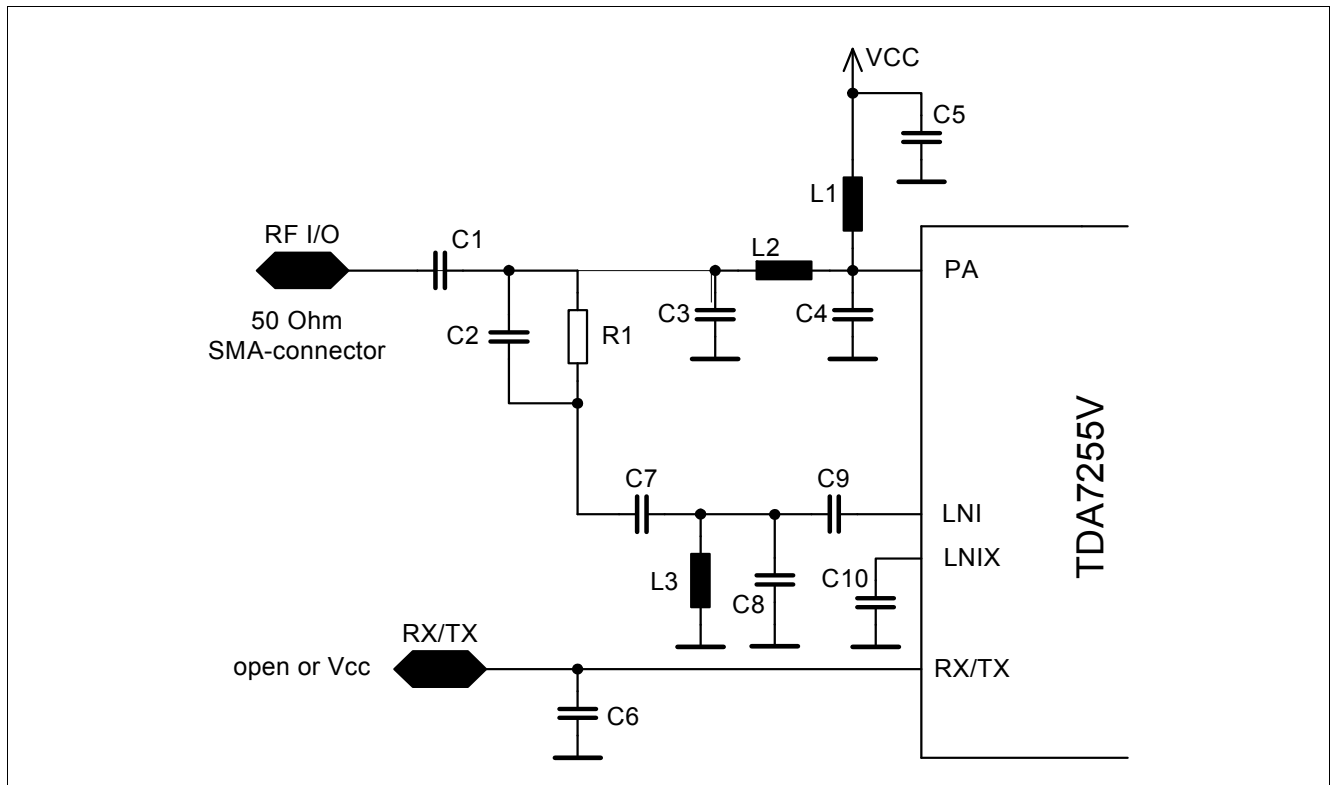 VCC
C5
L1
RF I/O
C1
L2
PA
50 Ohm
SMA-connector
C2
R1
C3
C4
TDA7255V
C7
C9
LNI
LNIX
L3
C8
C10
RX/TX
open or Vcc
RX/TX
C6